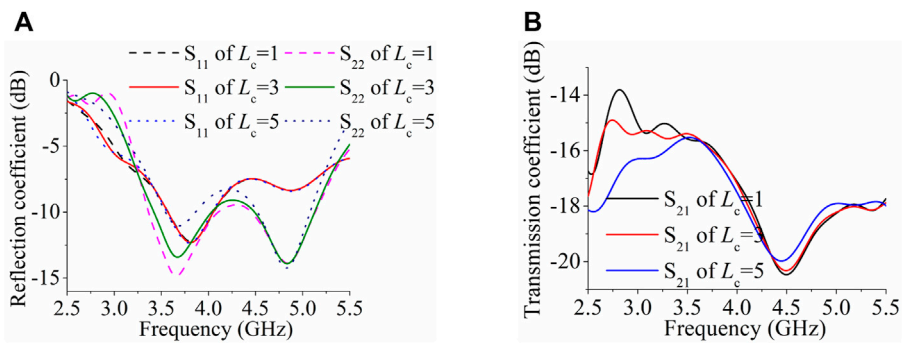 A
S11 of Lc=1
S22 of Lc=1
S11 of Lc=3
S22 of Lc=3
S11 of Lc=5
S22 of Lc=5
Reflection coefficient (dB)
0
-5
-10
-15
2.5 3.0 3.5 4.0 4.5 5.0 5.5
Frequency (GHz)
B
Transmission coefficient (dB)
-14
-16
-18
-20
S21 of Lc=1
S21 of Lc=3
S21 of Lc=5
2.5 3.0 3.5 4.0 4.5 5.0 5.5
Frequency (GHz)